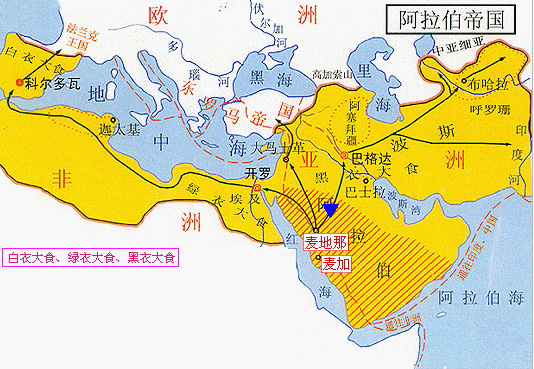 阿拉伯帝国
欧洲
伏尔加河
法兰克王国
白衣大食
多瑙河
黑海
高加索山
里海
中亚细亚
布哈拉
呼罗珊
科尔多瓦
东罗马帝国
地中海
迦太基
大马士革
阿塞拜疆
波斯
印度河
亚洲
巴格达
黑衣大食
巴士拉
波斯湾
开罗
绿衣大食
埃及
非洲
阿拉伯
红海
麦地那
麦加
通往印度、中国
阿拉伯海
通往非洲
白衣大食、绿衣大食、黑衣大食